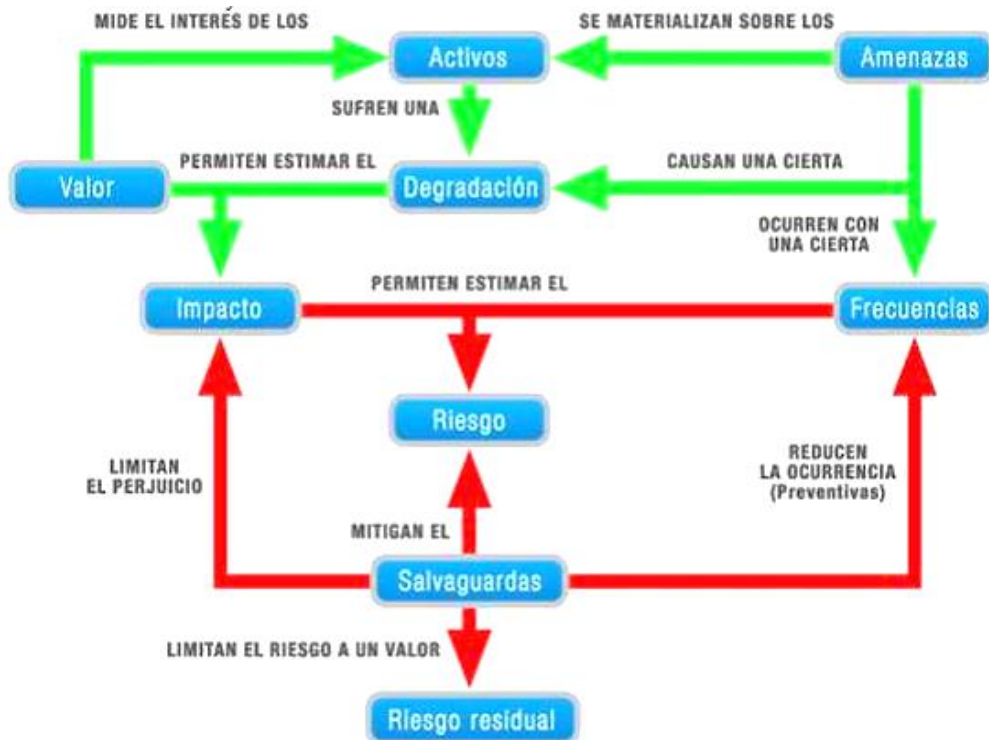 MIDE EL INTERÉS DE LOS
SE MATERIALIZAN SOBRE LOS
Activos
Amenazas
SUFREN UNA
PERMITEN ESTIMAR EL
CAUSAN UNA CIERTA
Valor
Degradación
OCURREN CON
UNA CIERTA
PERMITEN ESTIMAR EL
Impacto
Frecuencias
Riesgo
LIMITAN
EL PERJUICIO
REDUCEN
LA OCURRENCIA
(Preventivas)
MITIGAN EL
Salvaguardas
LIMITAN EL RIESGO A UN VALOR
Riesgo residual